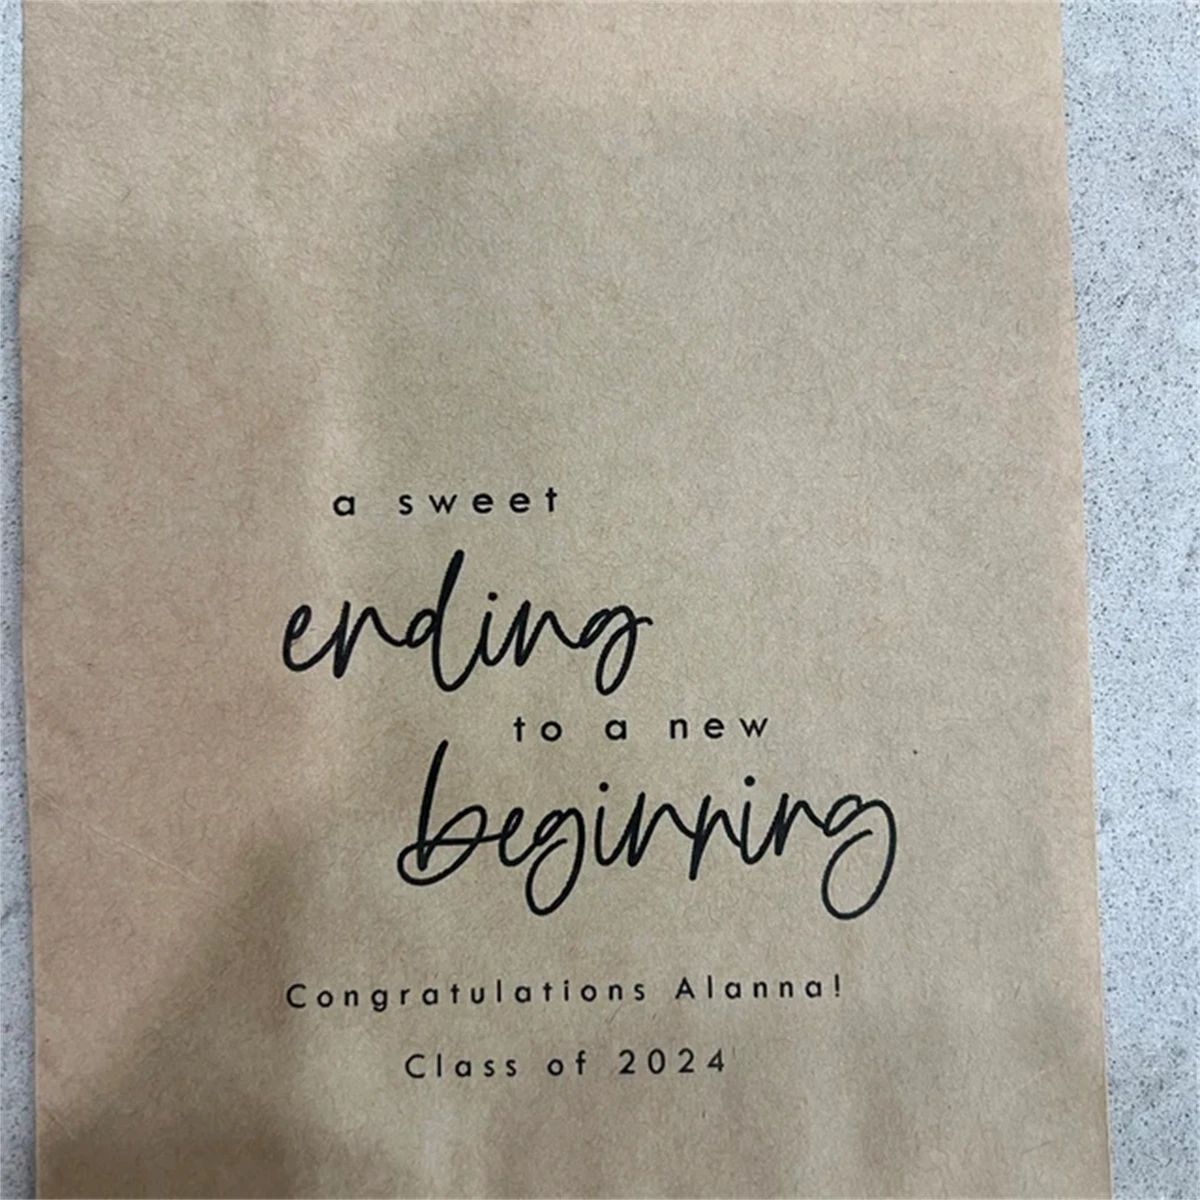 a sweet
ending
to a new
beginning
Congratulations Alanna!
Class of 2024